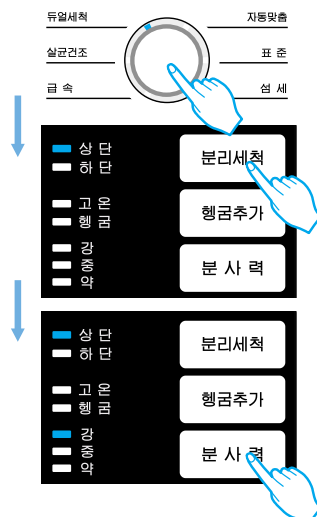 듀얼세척 자동맞춤
살균건조 표 준
급 속 섬 세
상 단 분리세척
하 단
고 온 헹굼추가
헹 굼
강
중 분 사 력
약
상 단 분리세척
하 단
고 온 헹굼추가
헹 굼
강
중 분 사 력
약